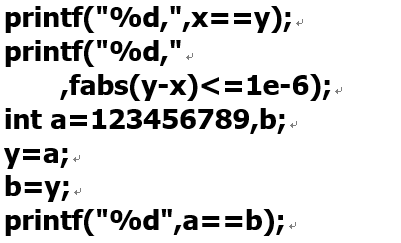 printf("%d,",x==y);
printf("%d,"
,fabs(y-x)<=1e-6);
int a=123456789,b;
y=a;
b=y;
printf("%d",a==b);